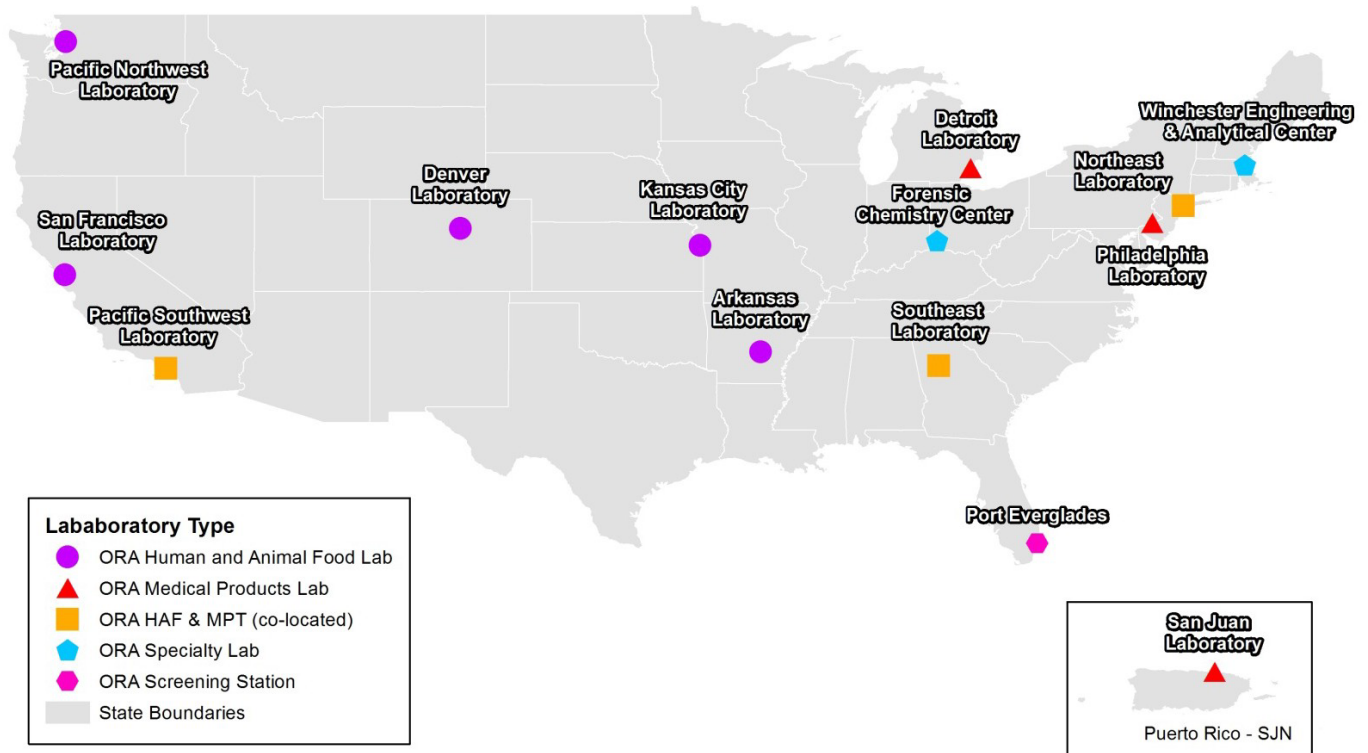 Pacific Northwest
Laboratory
San Francisco
Laboratory
Pacific Southwest
Laboratory
Denver
Laboratory
Kansas City
Laboratory
Arkansas
Laboratory
Detroit
Laboratory
Forensic
Chemistry Center
Southeast
Laboratory
Winchester Engineering
& Analytical Center
Northeast
Laboratory
Philadelphia
Laboratory
Port Everglades
Lababoratory Type
ORA Human and Animal Food Lab
ORA Medical Products Lab
ORA HAF & MPT (co-located)
ORA Specialty Lab
ORA Screening Station
State Boundaries
San Juan
Laboratory
Puerto Rico - SJN